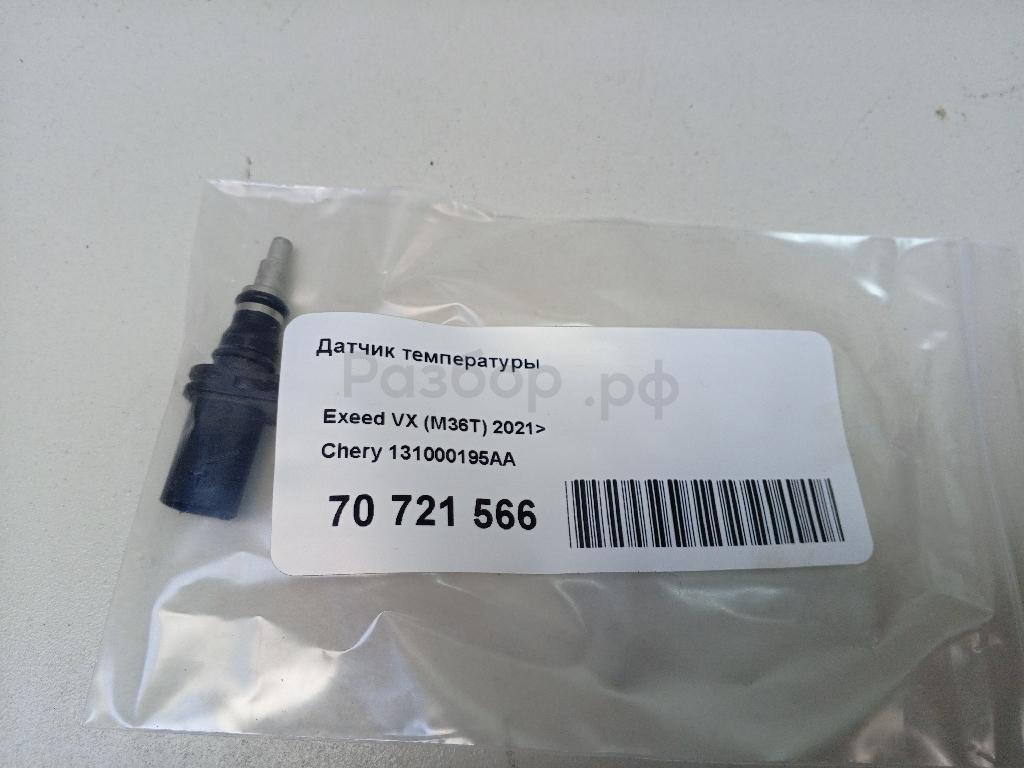 Датчик температуры
Разбор.рф
Exeed VX (M36T) 2021>
Chery 131000195AA
70 721 566